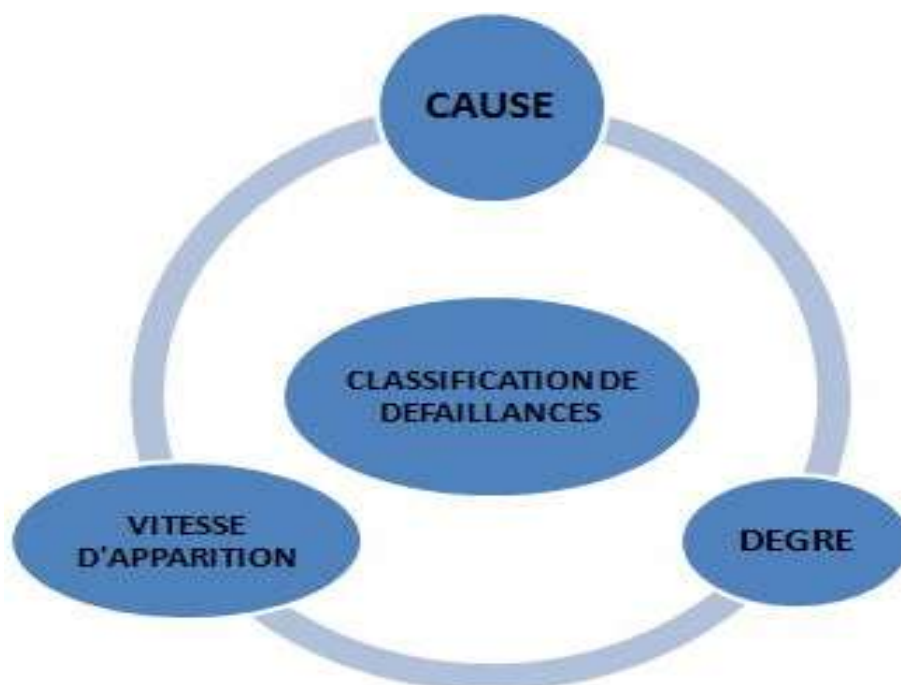 CAUSE
CLASSIFICATION DE
DEFAILLANCES
VITESSE
D'APPARITION
DEGRE